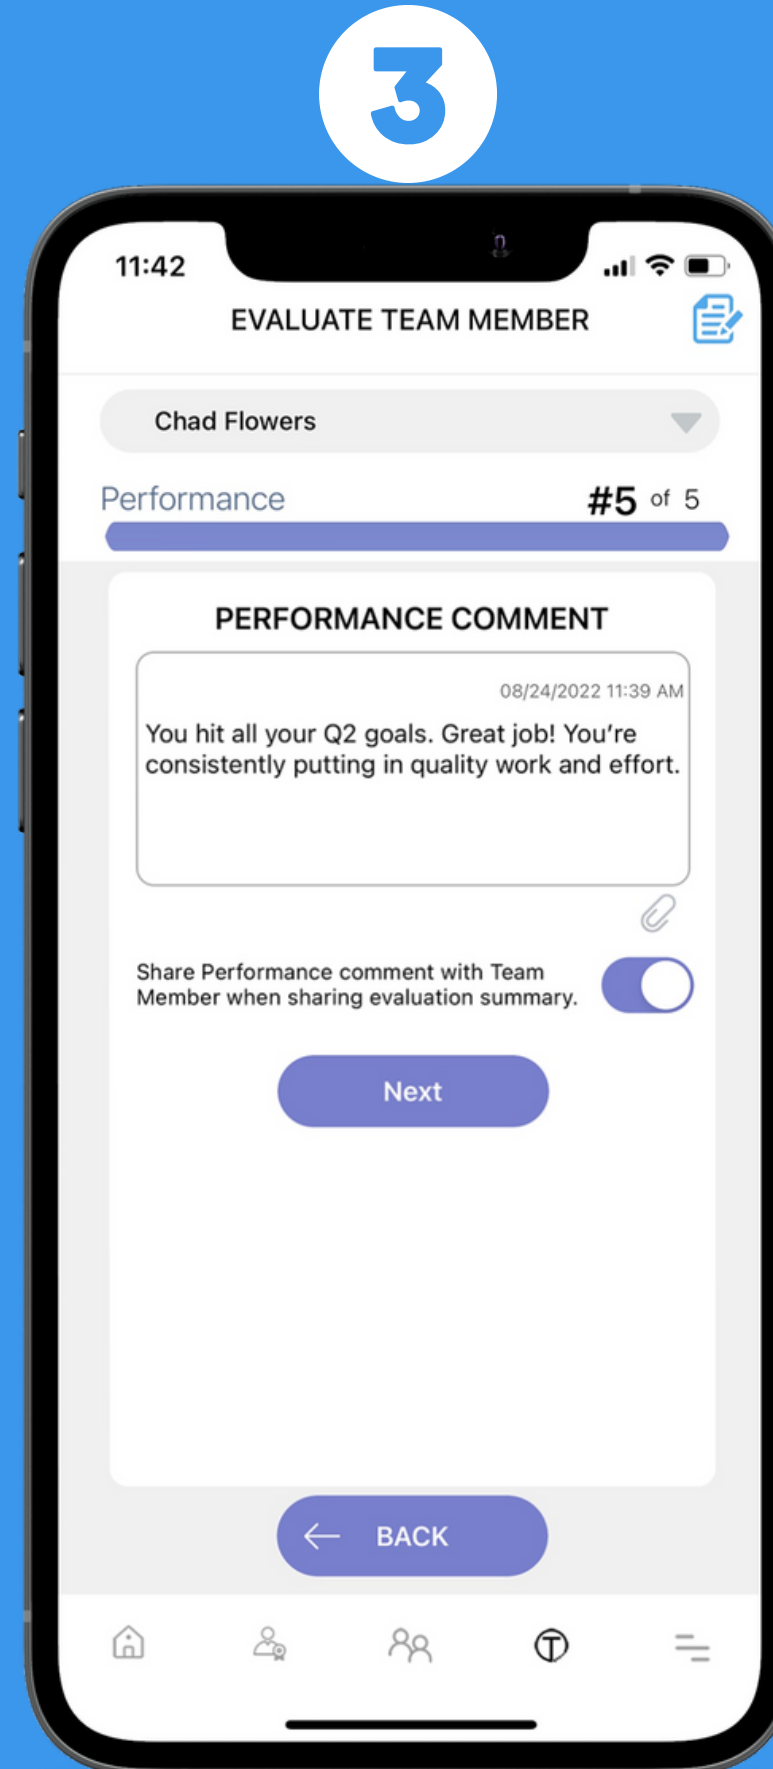 3
11:42
EVALUATE TEAM MEMBER
Chad Flowers
Performance #5 of 5
PERFORMANCE COMMENT
08/24/2022 11:39 AM
You hit all your Q2 goals. Great job! You’re
consistently putting in quality work and effort.
Share Performance comment with Team
Member when sharing evaluation summary.
Next
BACK
T